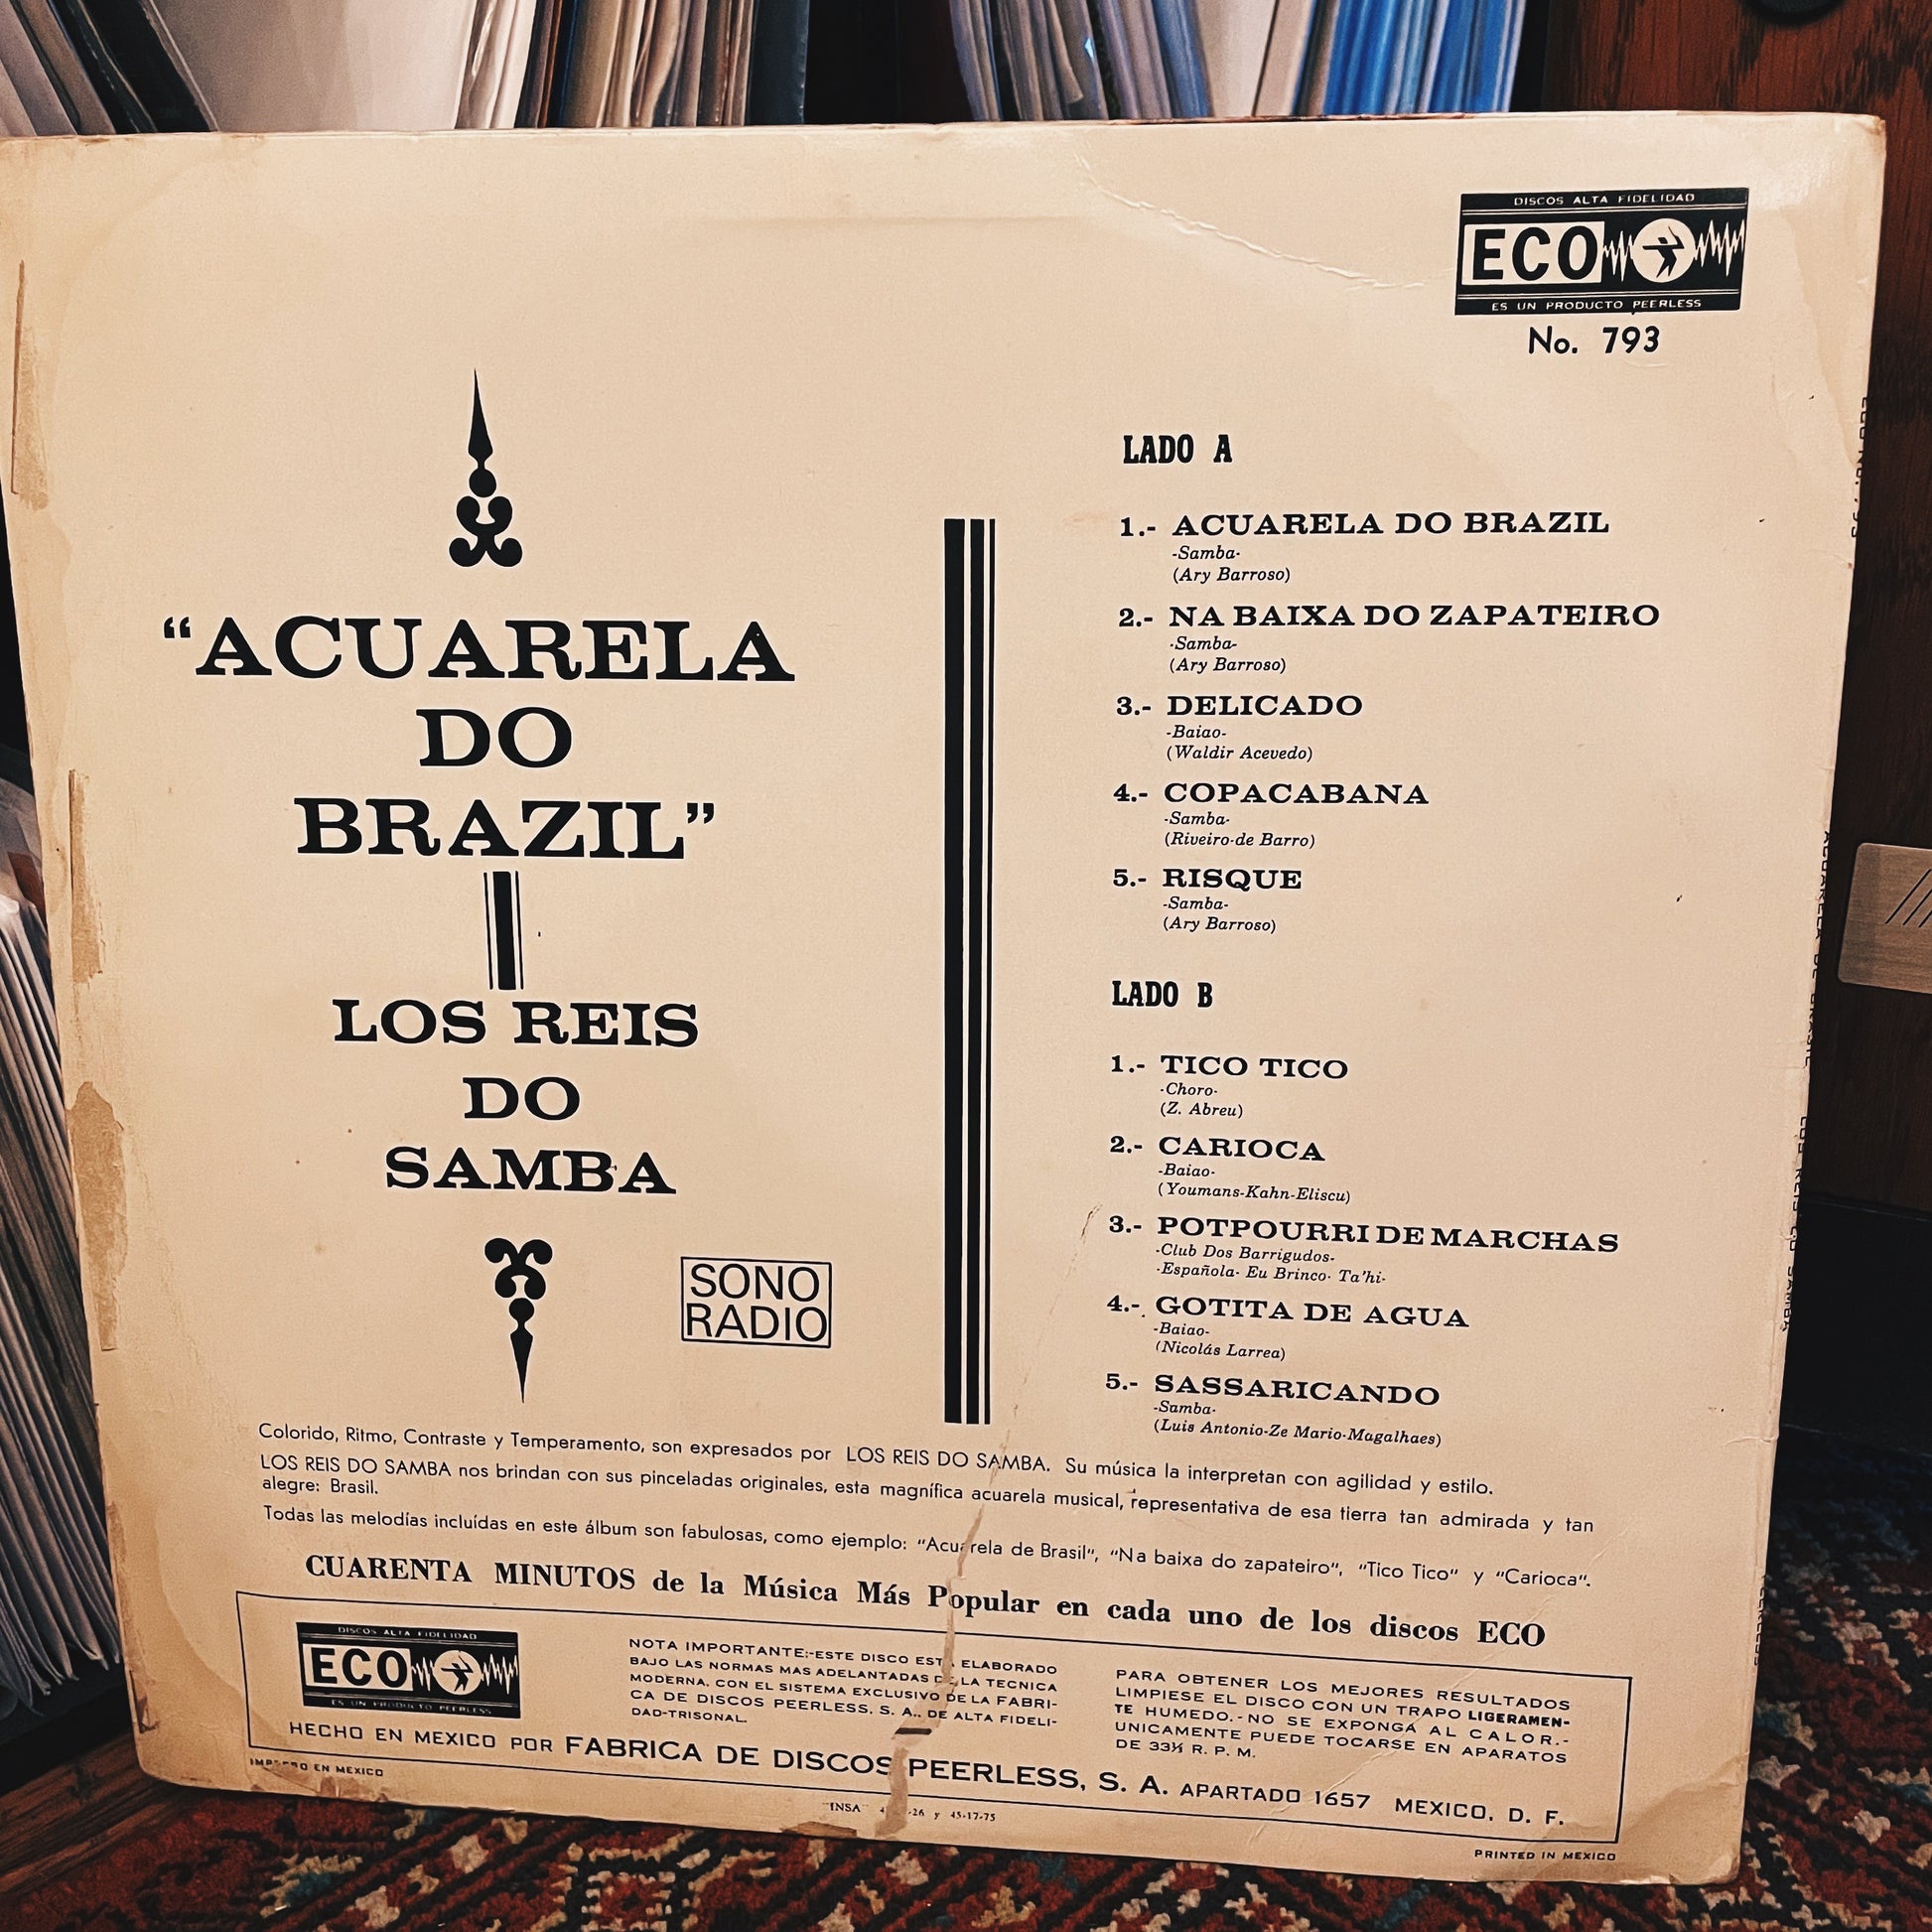 DISCOS ALTA FIDELIDAD
ECO
ES UN PRODUCTO PEERLESS
No. 793
“ACUARELA
DO
BRAZIL”
LOS REIS
DO
SAMBA
SONO
RADIO
LADO A
1.- ACUARELA DO BRAZIL
-Samba-
(Ary Barroso)
2.- NA BAIXA DO ZAPATEIRO
-Samba-
(Ary Barroso)
3.- DELICADO
-Baiao-
(Waldir Acevedo)
4.- COPACABANA
-Samba-
(Riveiro-de Barro)
5.- RISQUE
-Samba-
(Ary Barroso)
LADO B
1.- TICO TICO
-Choro-
(Z. Abreu)
2.- CARIOCA
-Baiao-
(Youmans-Kahn-Eliscu)
3.- POTPOURRI DE MARCHAS
-Club Dos Barrigudos-
-Española- Eu Brinco- Ta'hi-
4.- GOTITA DE AGUA
-Baiao-
(Nicolás Larrea)
5.- SASSARICANDO
-Samba-
(Luis Antonio-Ze Mario-Magalhaes)
Colorido, Ritmo, Contraste y Temperamento, son expresados por LOS REIS DO SAMBA. Su música la interpretan con agilidad y estilo.
LOS REIS DO SAMBA nos brindan con sus pinceladas originales, esta magnífica acuarela musical, representativa de esa tierra tan admirada y tan
alegre: Brasil.
Todas las melodías incluídas en este álbum son fabulosas, como ejemplo: "Acuarela de Brasil", "Na baixa do zapateiro", "Tico Tico" y "Carioca".
CUARENTA MINUTOS de la Música Más Popular en cada uno de los discos ECO
DISCOS ALTA FIDELIDAD
ECO
ES UN PRODUCTO PEERLESS
NOTA IMPORTANTE:-ESTE DISCO ESTA ELABORADO
BAJO LAS NORMAS MAS ADELANTADAS DE LA TECNICA
MODERNA, CON EL SISTEMA EXCLUSIVO DE LA FABRI-
CA DE DISCOS PEERLESS, S. A., DE ALTA FIDELI-
DAD-TRISONAL.
PARA OBTENER LOS MEJORES RESULTADOS
LIMPIESE EL DISCO CON UN TRAPO LIGERAMEN-
TE HUMEDO.-NO SE EXPONGA AL CALOR.-
UNICAMENTE PUEDE TOCARSE EN APARATOS
DE 33⅓ R. P. M.
HECHO EN MEXICO POR FABRICA DE DISCOS PEERLESS, S. A. APARTADO 1657 MEXICO, D. F.
IMPRESO EN MEXICO
"INSA" y 45-17-75
PRINTED IN MEXICO